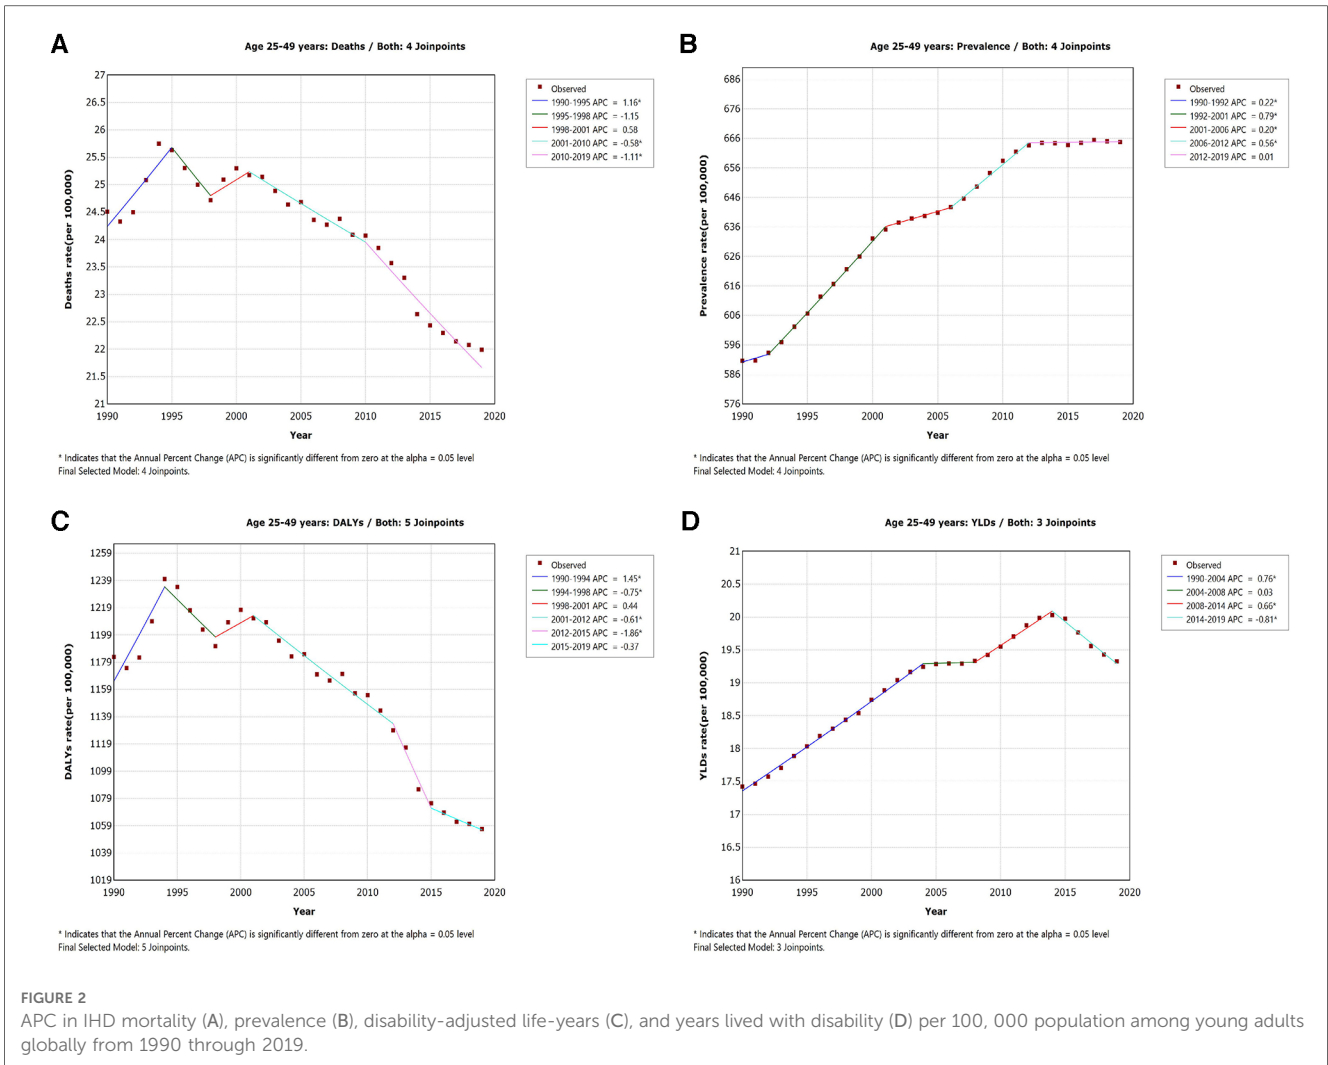 A
Age 25-49 years: Deaths / Both: 4 Joinpoints
27
26.5
26
25.5
25
24.5
24
23.5
23
22.5
22
21.5
21
Deaths rate(per 100,000)
1990 1995 2000 2005 2010 2015 2020
Year
Observed
1990-1995 APC = 1.16*
1995-1998 APC = -1.15
1998-2001 APC = 0.58
2001-2010 APC = -0.58*
2010-2019 APC = -1.11*
* Indicates that the Annual Percent Change (APC) is significantly different from zero at the alpha = 0.05 level
Final Selected Model: 4 Joinpoints.
B
Age 25-49 years: Prevalence / Both: 4 Joinpoints
686
676
666
656
646
636
626
616
606
596
586
576
Prevalence rate(per 100,000)
1990 1995 2000 2005 2010 2015 2020
Year
Observed
1990-1992 APC = 0.22*
1992-2001 APC = 0.79*
2001-2006 APC = 0.20*
2006-2012 APC = 0.56*
2012-2019 APC = 0.01
* Indicates that the Annual Percent Change (APC) is significantly different from zero at the alpha = 0.05 level
Final Selected Model: 4 Joinpoints.
C
Age 25-49 years: DALYs / Both: 5 Joinpoints
1259
1239
1219
1199
1179
1159
1139
1119
1099
1079
1059
1039
1019
DALYs rate(per 100,000)
1990 1995 2000 2005 2010 2015 2020
Year
Observed
1990-1994 APC = 1.45*
1994-1998 APC = -0.75*
1998-2001 APC = 0.44
2001-2012 APC = -0.61*
2012-2015 APC = -1.86*
2015-2019 APC = -0.37
* Indicates that the Annual Percent Change (APC) is significantly different from zero at the alpha = 0.05 level
Final Selected Model: 5 Joinpoints.
D
Age 25-49 years: YLDs / Both: 3 Joinpoints
21
20.5
20
19.5
19
18.5
18
17.5
17
16.5
16
YLDs rate(per 100,000)
1990 1995 2000 2005 2010 2015 2020
Year
Observed
1990-2004 APC = 0.76*
2004-2008 APC = 0.03
2008-2014 APC = 0.66*
2014-2019 APC = -0.81*
* Indicates that the Annual Percent Change (APC) is significantly different from zero at the alpha = 0.05 level
Final Selected Model: 3 Joinpoints.
FIGURE 2
APC in IHD mortality (A), prevalence (B), disability-adjusted life-years (C), and years lived with disability (D) per 100, 000 population among young adults
globally from 1990 through 2019.